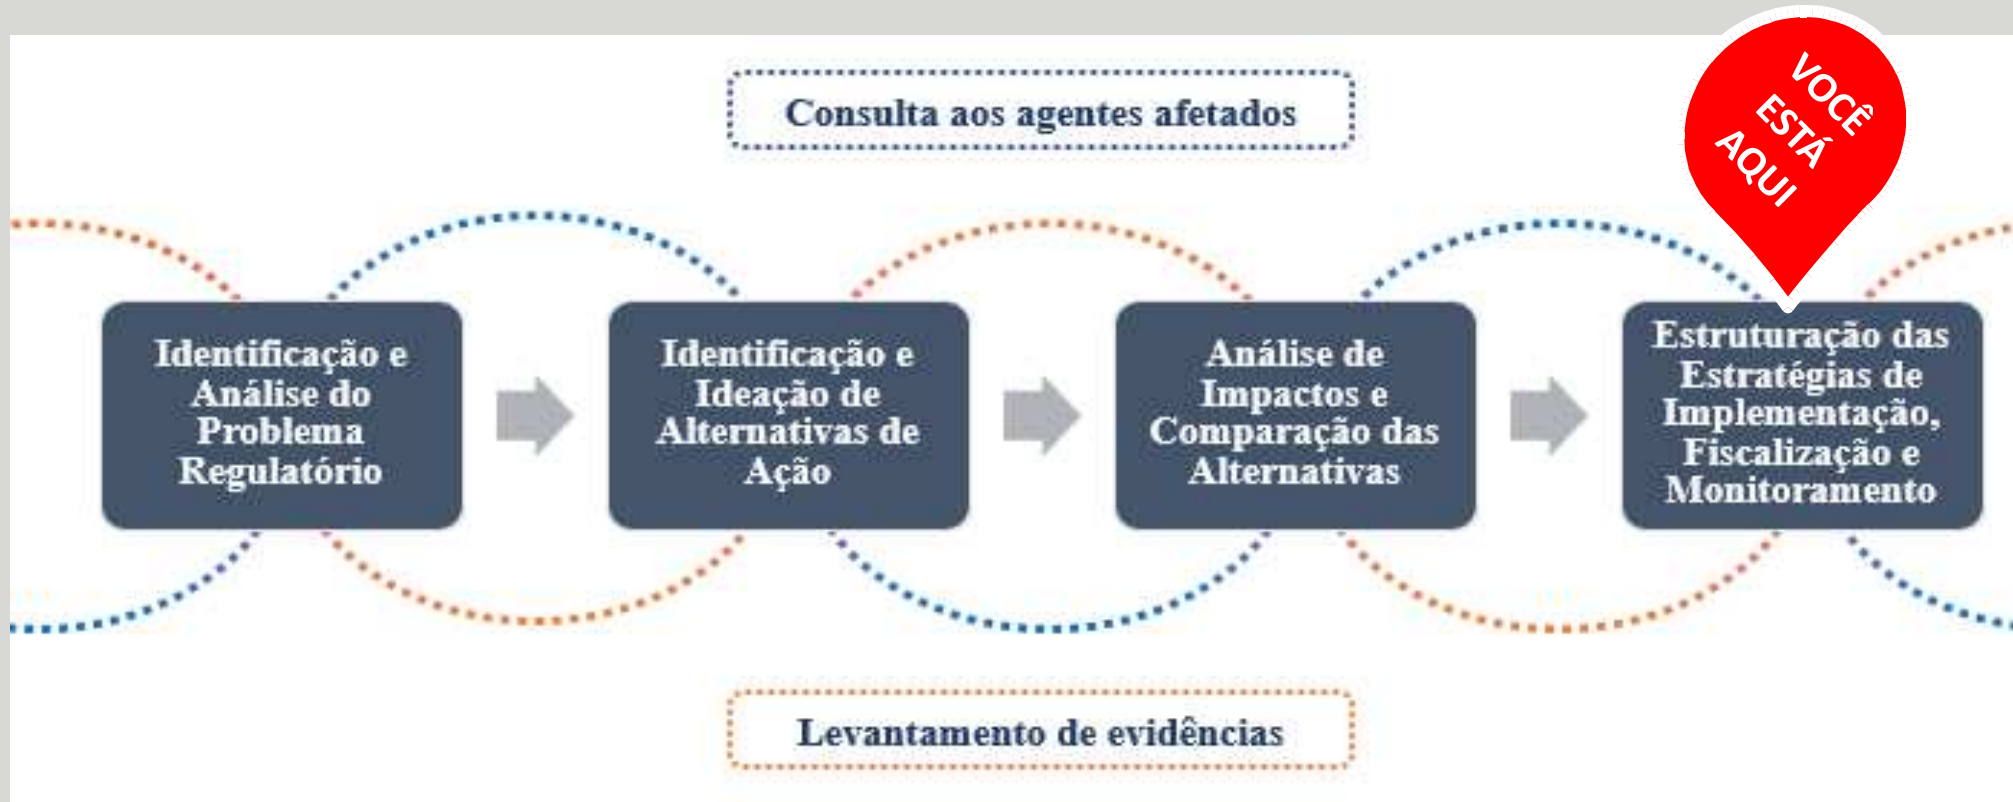 Consulta aos agentes afetados
VOCÊ
ESTÁ
AQUI
Identificação e
Análise do
Problema
Regulatório
Identificação e
Ideação de
Alternativas de
Ação
Análise de
Impactos e
Comparação das
Alternativas
Estruturação das
Estratégias de
Implementação,
Fiscalização e
Monitoramento
Levantamento de evidências